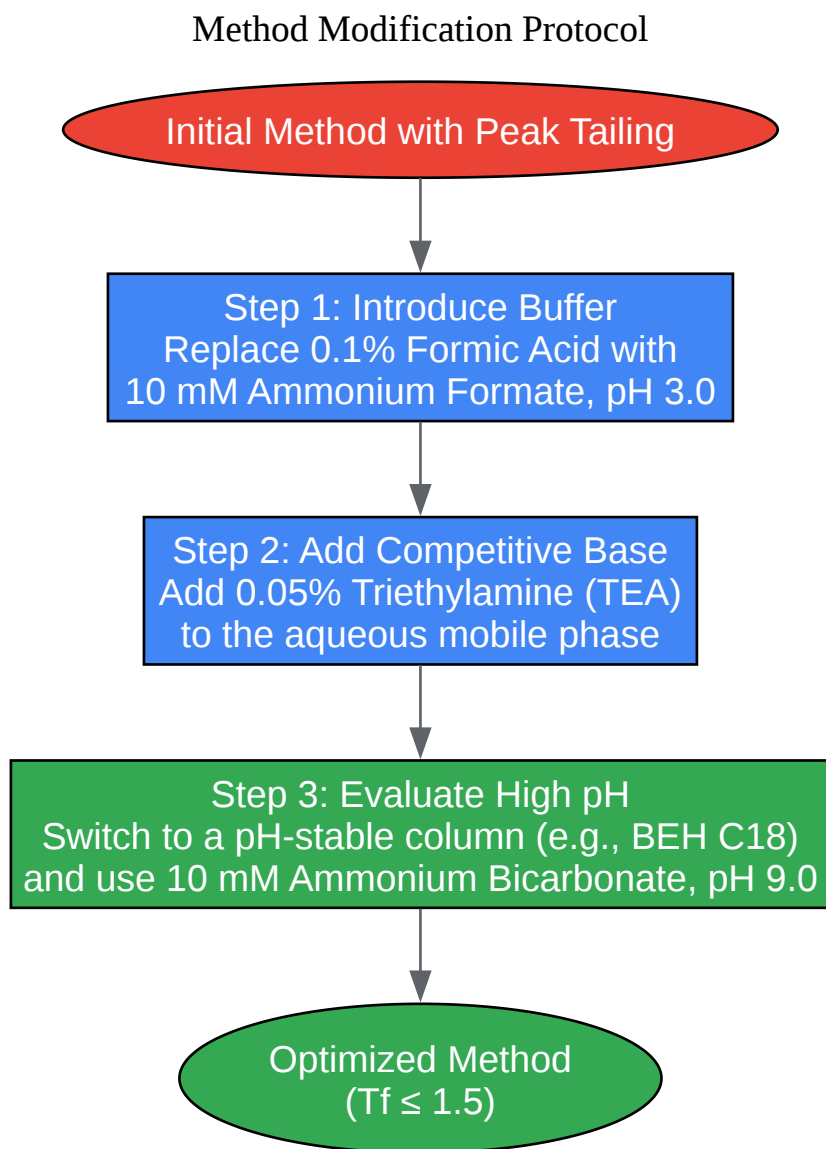 Method Modification Protocol
Initial Method with Peak Tailing
Step 1: Introduce Buffer
Replace 0.1% Formic Acid with
10 mM Ammonium Formate, pH 3.0
Step 2: Add Competitive Base
Add 0.05% Triethylamine (TEA)
to the aqueous mobile phase
Step 3: Evaluate High pH
Switch to a pH-stable column (e.g., BEH C18)
and use 10 mM Ammonium Bicarbonate, pH 9.0
Optimized Method
(Tf ≤ 1.5)